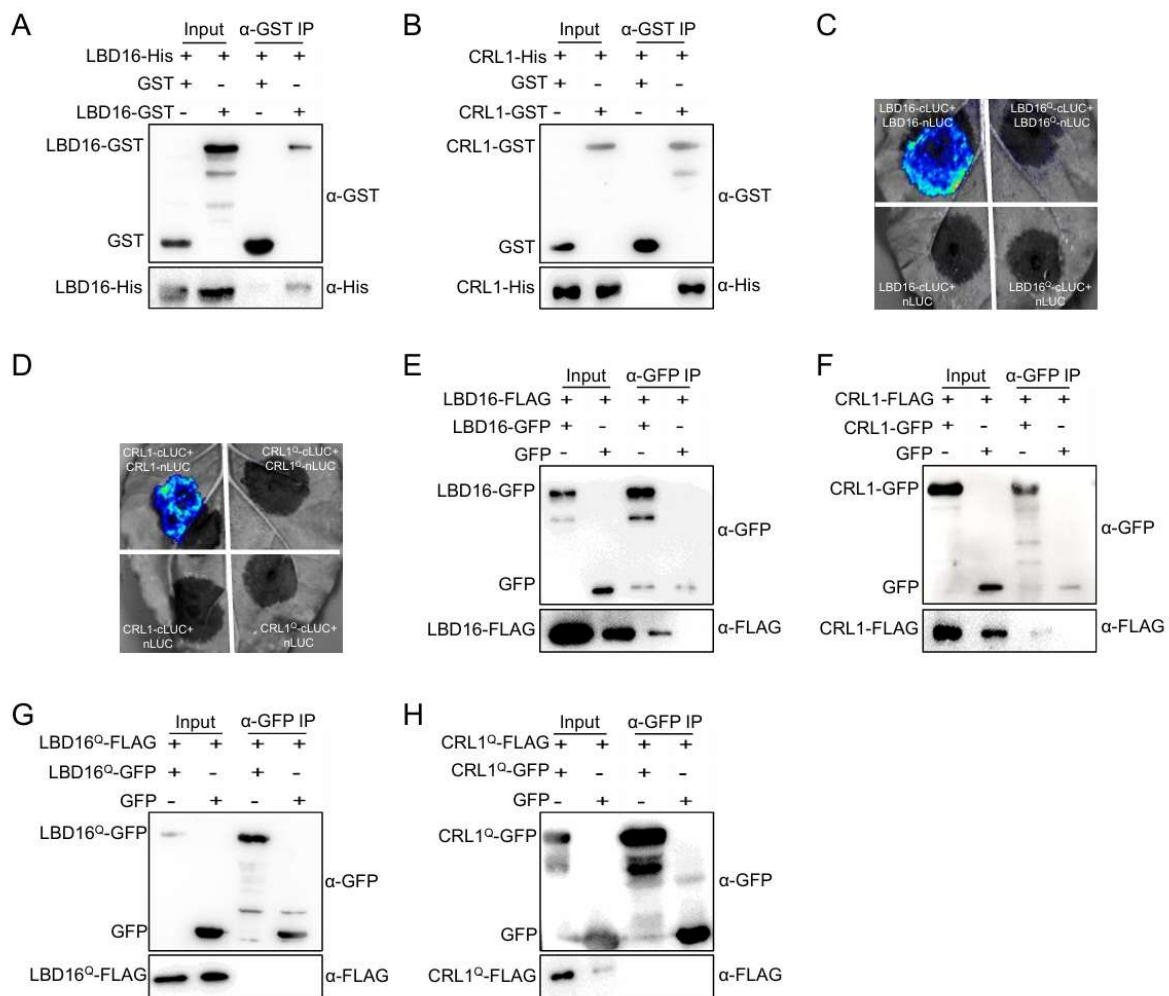 A
Input α-GST IP
LBD16-His + + + +
GST + - + -
LBD16-GST - + - +
LBD16-GST
α-GST
GST
LBD16-His
α-His
B
Input α-GST IP
CRL1-His + + + +
GST + - + -
CRL1-GST - + - +
CRL1-GST
α-GST
GST
CRL1-His
α-His
C
LBD16-cLUC+
LBD16-nLUC
LBD16Q-cLUC+
LBD16Q-nLUC
LBD16-cLUC+
nLUC
LBD16Q-cLUC+
nLUC
D
CRL1-cLUC+
CRL1-nLUC
CRL1Q-cLUC+
CRL1Q-nLUC
CRL1-cLUC+
nLUC
CRL1Q-cLUC+
nLUC
E
Input α-GFP IP
LBD16-FLAG + + + +
LBD16-GFP + - + -
GFP - + - +
LBD16-GFP
α-GFP
GFP
LBD16-FLAG
α-FLAG
F
Input α-GFP IP
CRL1-FLAG + + + +
CRL1-GFP + - + -
GFP - + - +
CRL1-GFP
α-GFP
GFP
CRL1-FLAG
α-FLAG
G
Input α-GFP IP
LBD16Q-FLAG + + + +
LBD16Q-GFP + - + -
GFP - + - +
LBD16Q-GFP
α-GFP
GFP
LBD16Q-FLAG
α-FLAG
H
Input α-GFP IP
CRL1Q-FLAG + + + +
CRL1Q-GFP + - + -
GFP - + - +
CRL1Q-GFP
α-GFP
GFP
CRL1Q-FLAG
α-FLAG